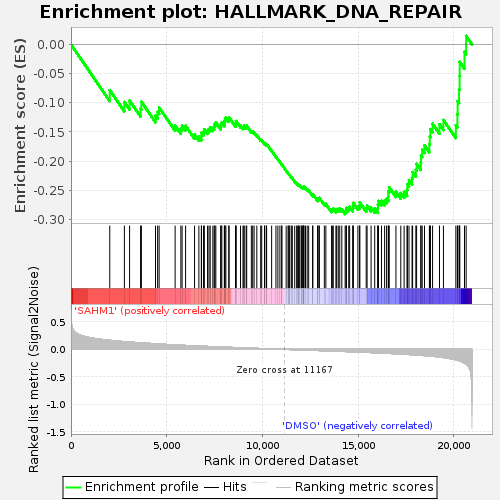 Enrichment plot: HALLMARK_DNA_REPAIR
Enrichment score (ES)
0.00
-0.05
-0.10
-0.15
-0.20
-0.25
-0.30
'SAHM1' (positively correlated)
Ranked list metric (Signal2Noise)
0.5
0.0
-0.5
-1.0
-1.5
Zero cross at 11167
'DMSO' (negatively correlated)
0
5,000
10,000
15,000
20,000
Rank in Ordered Dataset
Enrichment profile
Hits
Ranking metric scores